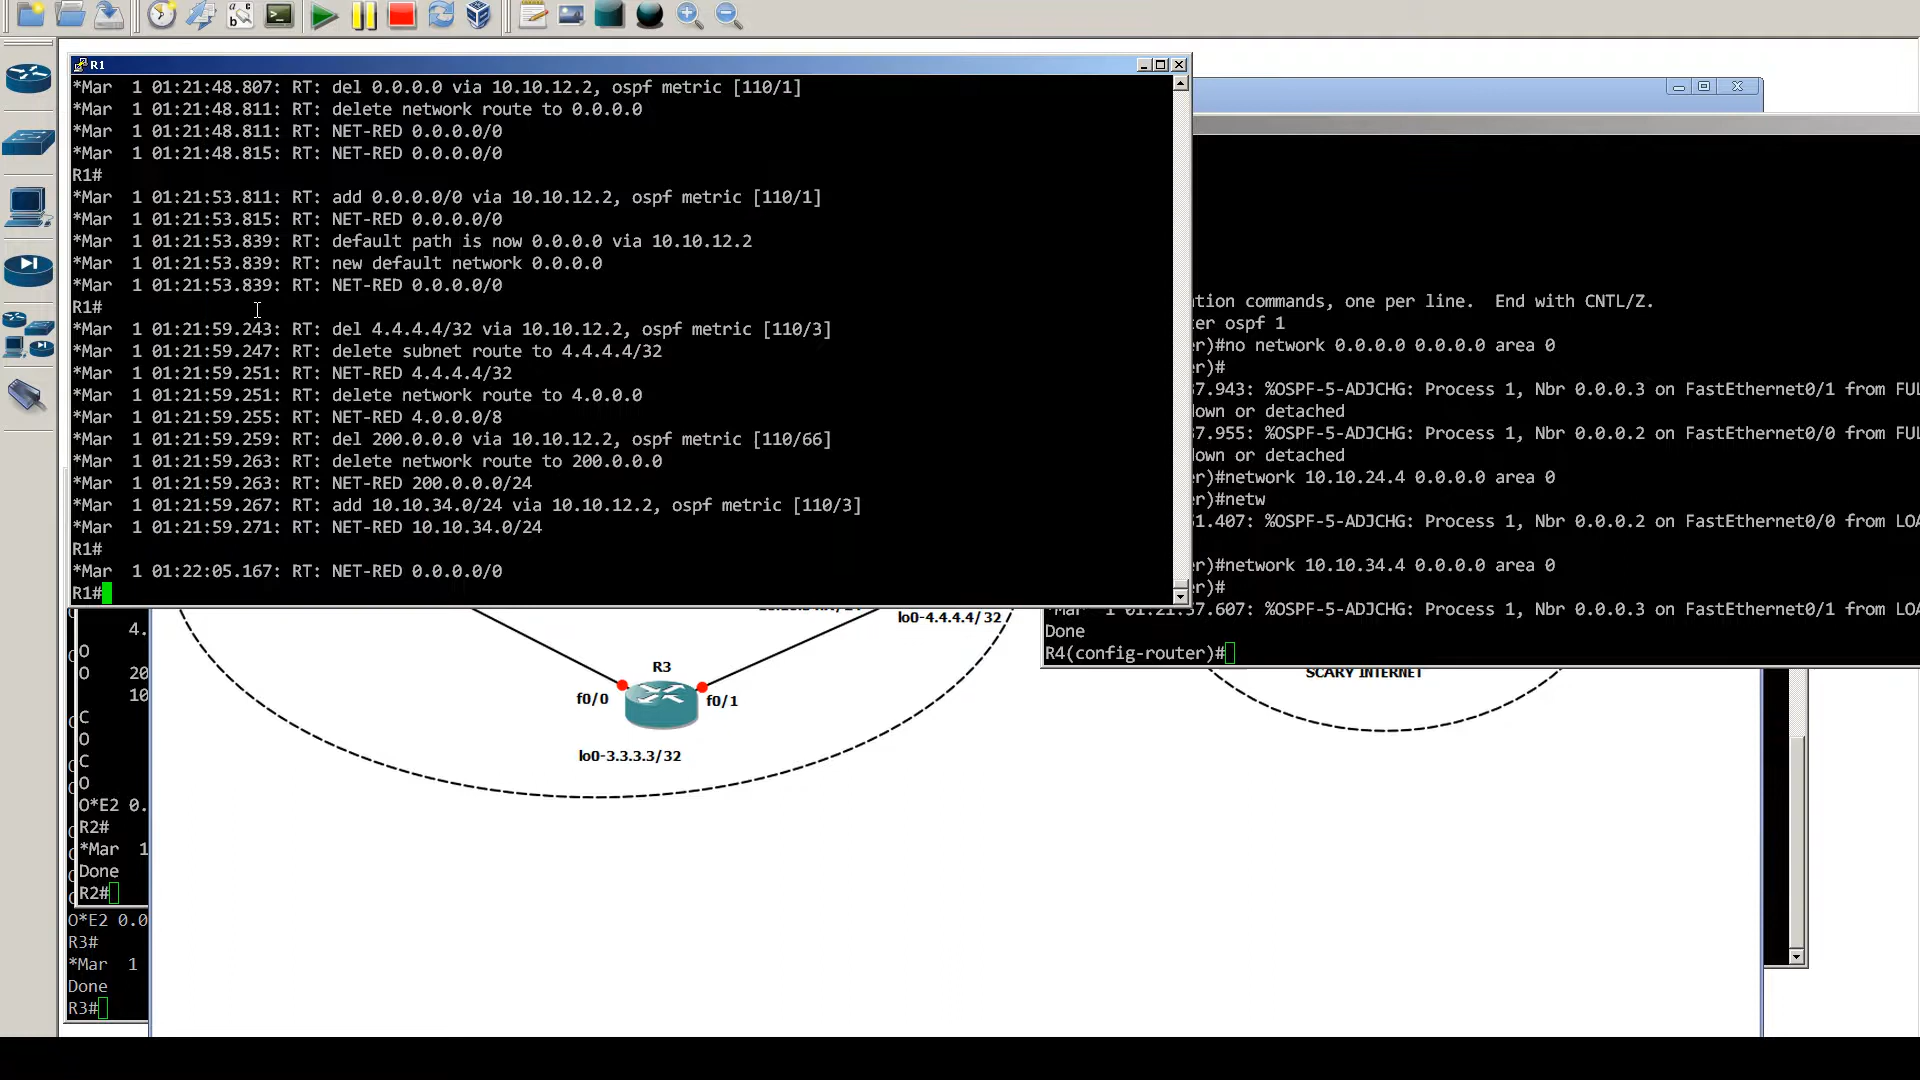 R1
*Mar  1 01:21:48.807: RT: del 0.0.0.0 via 10.10.12.2, ospf metric [110/1]
*Mar  1 01:21:48.811: RT: delete network route to 0.0.0.0
*Mar  1 01:21:48.811: RT: NET-RED 0.0.0.0/0
*Mar  1 01:21:48.815: RT: NET-RED 0.0.0.0/0
R1#
*Mar  1 01:21:53.811: RT: add 0.0.0.0/0 via 10.10.12.2, ospf metric [110/1]
*Mar  1 01:21:53.815: RT: NET-RED 0.0.0.0/0
*Mar  1 01:21:53.839: RT: default path is now 0.0.0.0 via 10.10.12.2
*Mar  1 01:21:53.839: RT: new default network 0.0.0.0
*Mar  1 01:21:53.839: RT: NET-RED 0.0.0.0/0
R1#
*Mar  1 01:21:59.243: RT: del 4.4.4.4/32 via 10.10.12.2, ospf metric [110/3]
*Mar  1 01:21:59.247: RT: delete subnet route to 4.4.4.4/32
*Mar  1 01:21:59.251: RT: NET-RED 4.4.4.4/32
*Mar  1 01:21:59.251: RT: delete network route to 4.0.0.0
*Mar  1 01:21:59.255: RT: NET-RED 4.0.0.0/8
*Mar  1 01:21:59.259: RT: del 200.0.0.0 via 10.10.12.2, ospf metric [110/66]
*Mar  1 01:21:59.263: RT: delete network route to 200.0.0.0
*Mar  1 01:21:59.263: RT: NET-RED 200.0.0.0/24
*Mar  1 01:21:59.267: RT: add 10.10.34.0/24 via 10.10.12.2, ospf metric [110/3]
*Mar  1 01:21:59.271: RT: NET-RED 10.10.34.0/24
R1#
*Mar  1 01:22:05.167: RT: NET-RED 0.0.0.0/0
R1#
tion commands, one per line.  End with CNTL/Z.
er ospf 1
er)#no network 0.0.0.0 0.0.0.0 area 0
er)#
37.943: %OSPF-5-ADJCHG: Process 1, Nbr 0.0.0.3 on FastEthernet0/1 from FUL
own or detached
37.955: %OSPF-5-ADJCHG: Process 1, Nbr 0.0.0.2 on FastEthernet0/0 from FUL
own or detached
er)#network 10.10.24.4 0.0.0.0 area 0
er)#netw
51.407: %OSPF-5-ADJCHG: Process 1, Nbr 0.0.0.2 on FastEthernet0/0 from LOA
er)#network 10.10.34.4 0.0.0.0 area 0
er)#
*Mar  1 01:21:57.607: %OSPF-5-ADJCHG: Process 1, Nbr 0.0.0.3 on FastEthernet0/1 from LOA
Done
R4(config-router)#
lo0-4.4.4.4/32
R3
f0/0
f0/1
lo0-3.3.3.3/32
SCARY INTERNET
4.
O
O 20
10
C
O
C
O
O*E2 0.
R2#
*Mar  1
Done
R2#
O*E2 0.0
R3#
*Mar  1
Done
R3#